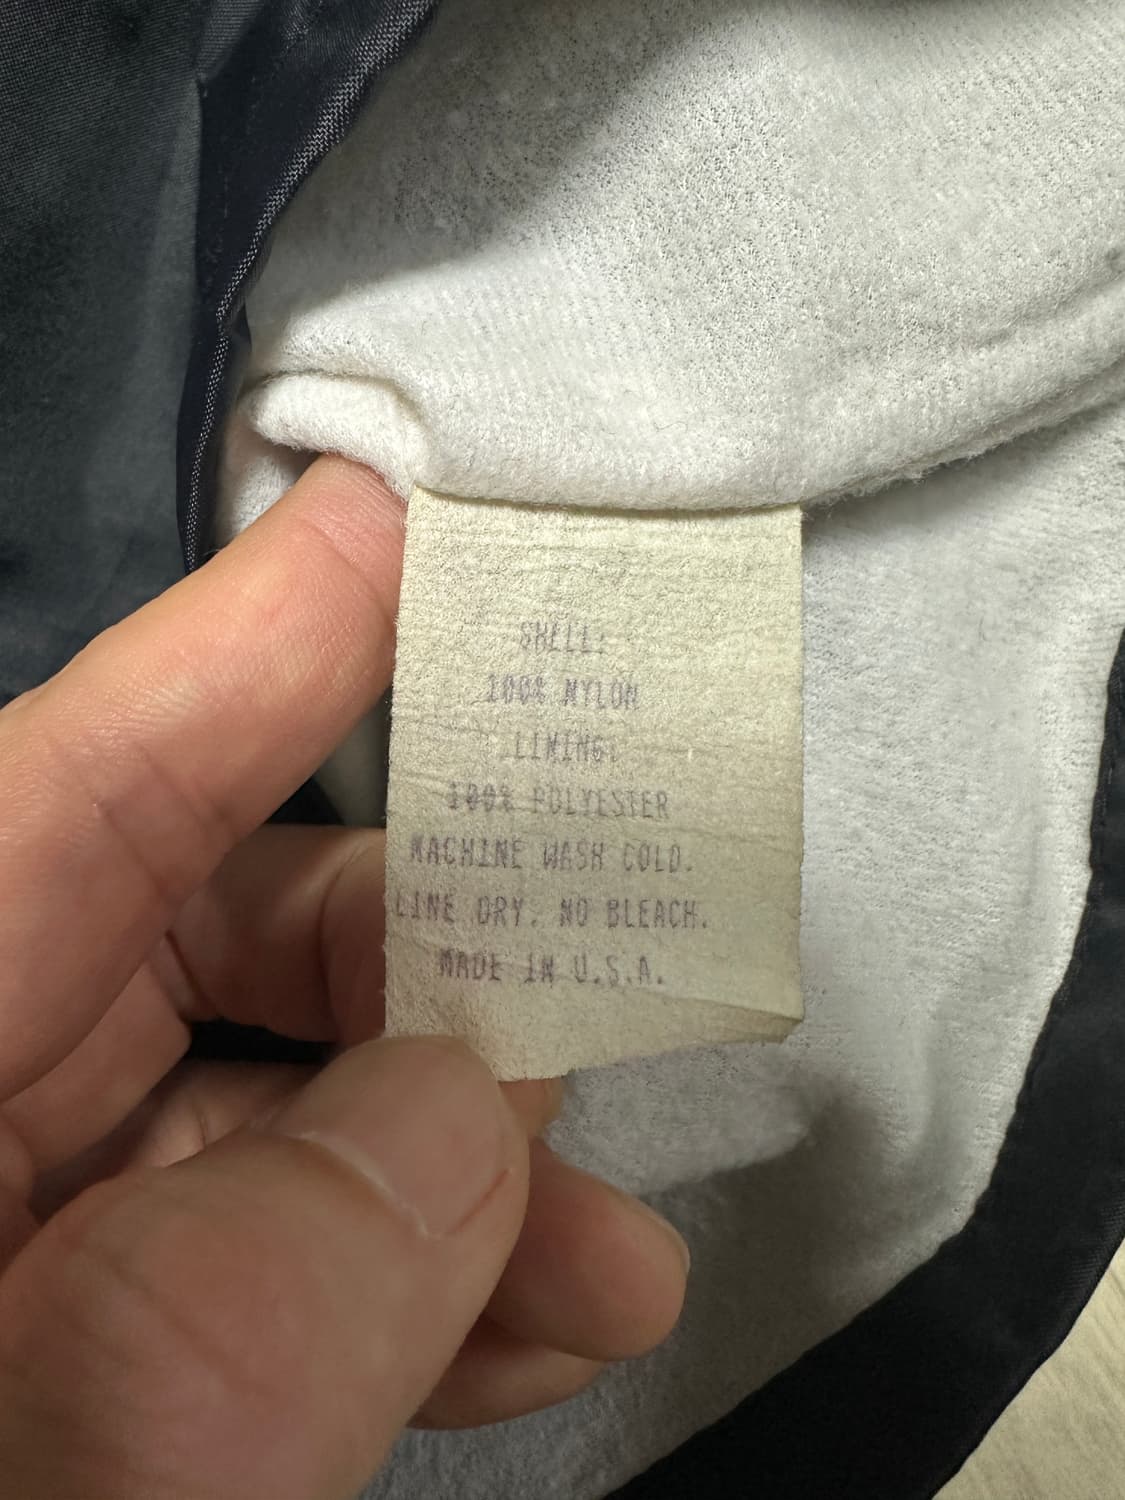 SHELL:
100% NYLON
LINING:
100% POLYESTER
MACHINE WASH COLD.
LINE DRY. NO BLEACH.
MADE IN U.S.A.